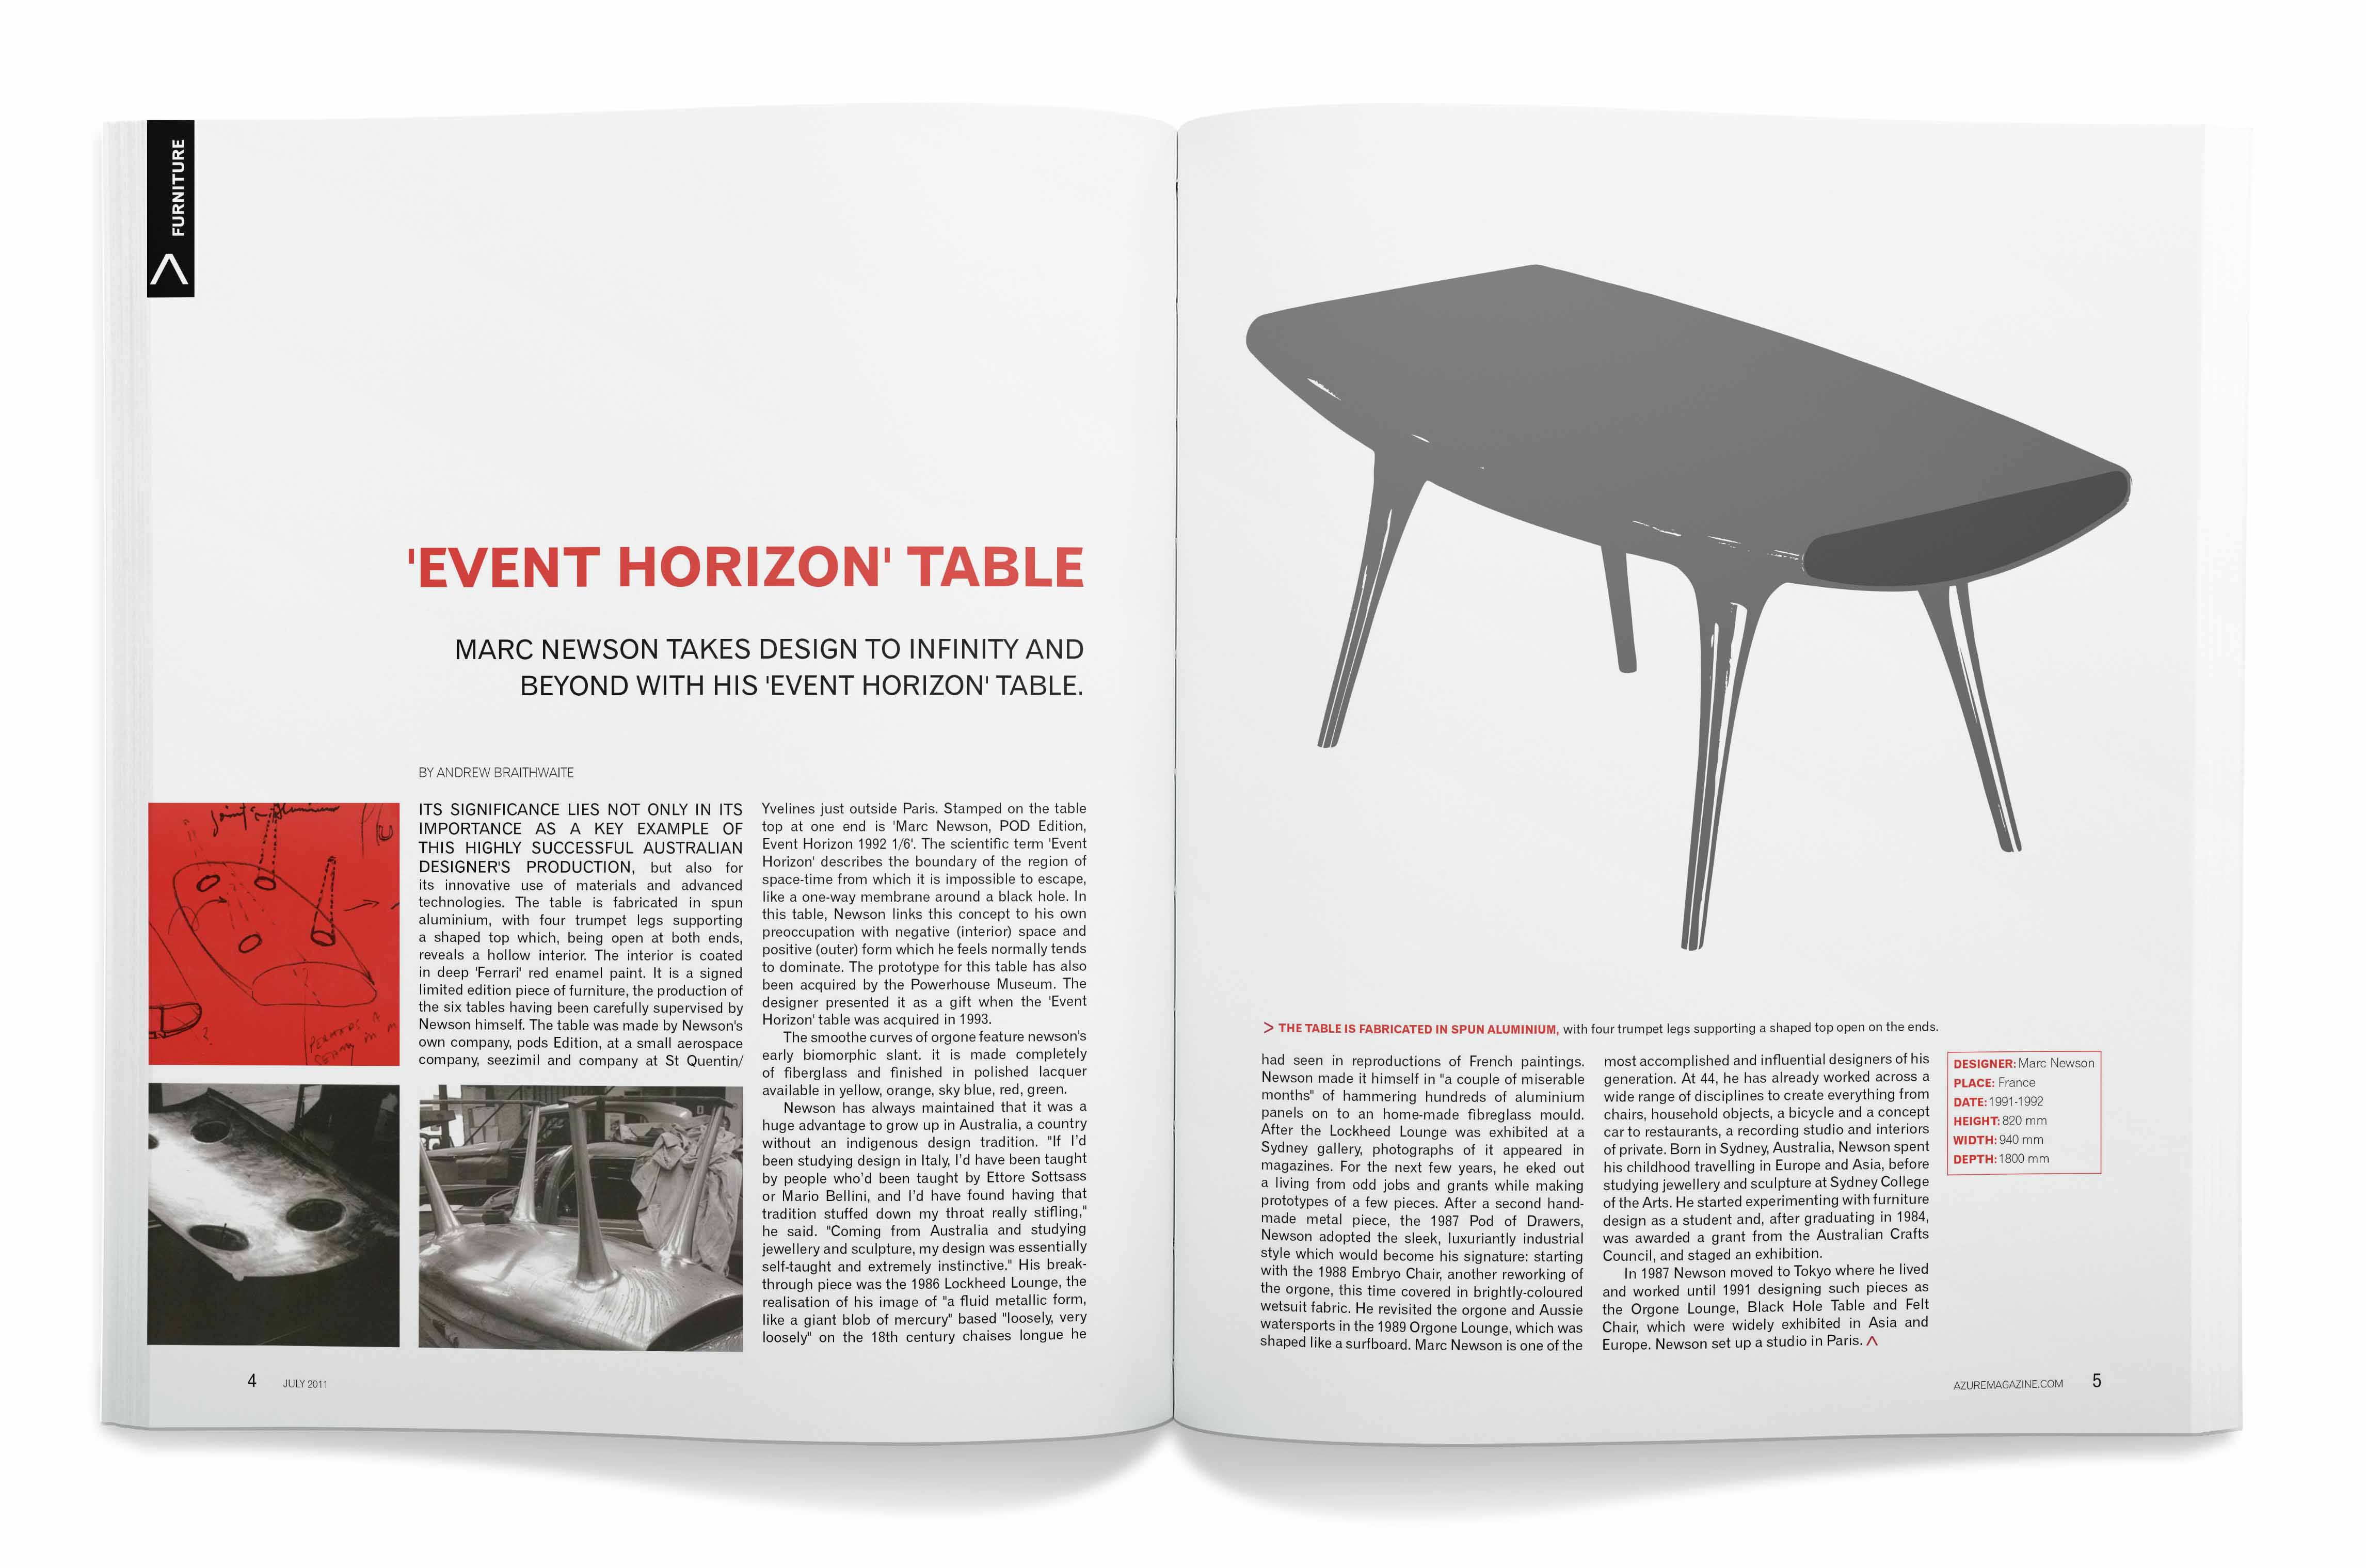 FURNITURE
'EVENT HORIZON' TABLE
MARC NEWSON TAKES DESIGN TO INFINITY AND
BEYOND WITH HIS 'EVENT HORIZON' TABLE.
BY ANDREW BRAITHWAITE
ITS SIGNIFICANCE LIES NOT ONLY IN ITS
IMPORTANCE AS A KEY EXAMPLE OF
THIS HIGHLY SUCCESSFUL AUSTRALIAN
DESIGNER'S PRODUCTION, but also for
its innovative use of materials and advanced
technologies. The table is fabricated in spun
aluminium, with four trumpet legs supporting
a shaped top which, being open at both ends,
reveals a hollow interior. The interior is coated
in deep 'Ferrari' red enamel paint. It is a signed
limited edition piece of furniture, the production of
the six tables having been carefully supervised by
Newson himself. The table was made by Newson's
own company, pods Edition, at a small aerospace
company, seezimil and company at St Quentin/
Yvelines just outside Paris. Stamped on the table
top at one end is 'Marc Newson, POD Edition,
Event Horizon 1992 1/6'. The scientific term 'Event
Horizon' describes the boundary of the region of
space-time from which it is impossible to escape,
like a one-way membrane around a black hole. In
this table, Newson links this concept to his own
preoccupation with negative (interior) space and
positive (outer) form which he feels normally tends
to dominate. The prototype for this table has also
been acquired by the Powerhouse Museum. The
designer presented it as a gift when the 'Event
Horizon' table was acquired in 1993.
The smoothe curves of orgone feature newson's
early biomorphic slant. it is made completely
of fiberglass and finished in polished lacquer
available in yellow, orange, sky blue, red, green.
Newson has always maintained that it was a
huge advantage to grow up in Australia, a country
without an indigenous design tradition. "If I'd
been studying design in Italy, I'd have been taught
by people who'd been taught by Ettore Sottsass
or Mario Bellini, and I'd have found having that
tradition stuffed down my throat really stifling,"
he said. "Coming from Australia and studying
jewellery and sculpture, my design was essentially
self-taught and extremely instinctive." His break-
through piece was the 1986 Lockheed Lounge, the
realisation of his image of "a fluid metallic form,
like a giant blob of mercury" based "loosely, very
loosely" on the 18th century chaises longue he
4 JULY 2011
> THE TABLE IS FABRICATED IN SPUN ALUMINIUM, with four trumpet legs supporting a shaped top open on the ends.
had seen in reproductions of French paintings.
Newson made it himself in "a couple of miserable
months" of hammering hundreds of aluminium
panels on to an home-made fibreglass mould.
After the Lockheed Lounge was exhibited at a
Sydney gallery, photographs of it appeared in
magazines. For the next few years, he eked out
a living from odd jobs and grants while making
prototypes of a few pieces. After a second hand-
made metal piece, the 1987 Pod of Drawers,
Newson adopted the sleek, luxuriantly industrial
style which would become his signature: starting
with the 1988 Embryo Chair, another reworking of
the orgone, this time covered in brightly-coloured
wetsuit fabric. He revisited the orgone and Aussie
watersports in the 1989 Orgone Lounge, which was
shaped like a surfboard. Marc Newson is one of the
most accomplished and influential designers of his
generation. At 44, he has already worked across a
wide range of disciplines to create everything from
chairs, household objects, a bicycle and a concept
car to restaurants, a recording studio and interiors
of private. Born in Sydney, Australia, Newson spent
his childhood travelling in Europe and Asia, before
studying jewellery and sculpture at Sydney College
of the Arts. He started experimenting with furniture
design as a student and, after graduating in 1984,
was awarded a grant from the Australian Crafts
Council, and staged an exhibition.
In 1987 Newson moved to Tokyo where he lived
and worked until 1991 designing such pieces as
the Orgone Lounge, Black Hole Table and Felt
Chair, which were widely exhibited in Asia and
Europe. Newson set up a studio in Paris.
DESIGNER: Marc Newson
PLACE: France
DATE: 1991-1992
HEIGHT: 820 mm
WIDTH: 940 mm
DEPTH: 1800 mm
AZUREMAGAZINE.COM 5